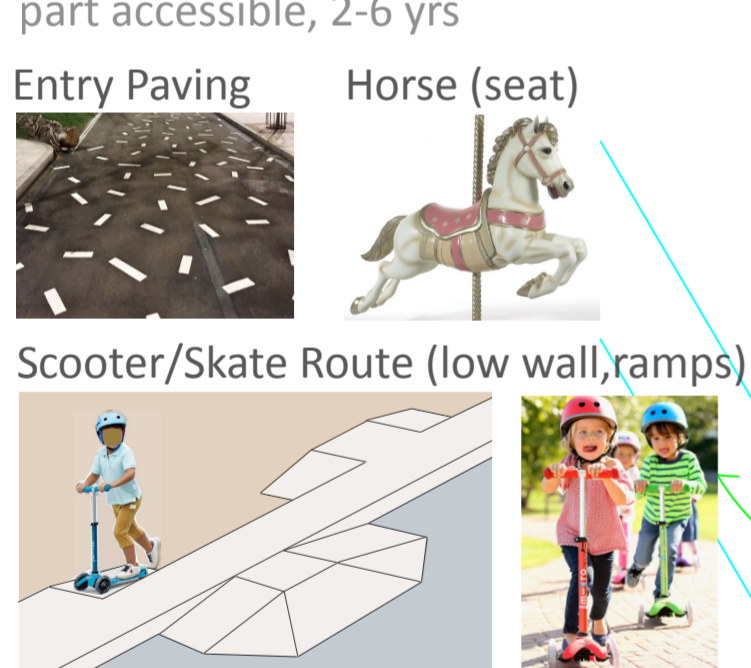 part accessible, 2-6 yrs
Entry Paving
Horse (seat)
Scooter/Skate Route (low wall,ramps)